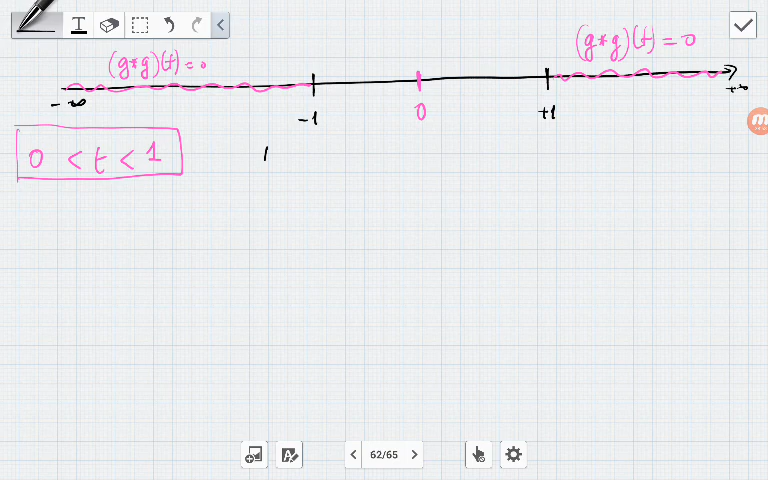 T
62/65
(g*g)(t)=0
(g*g)(t)=0
-∞
-1
0
+1
+∞
0 < t < 1